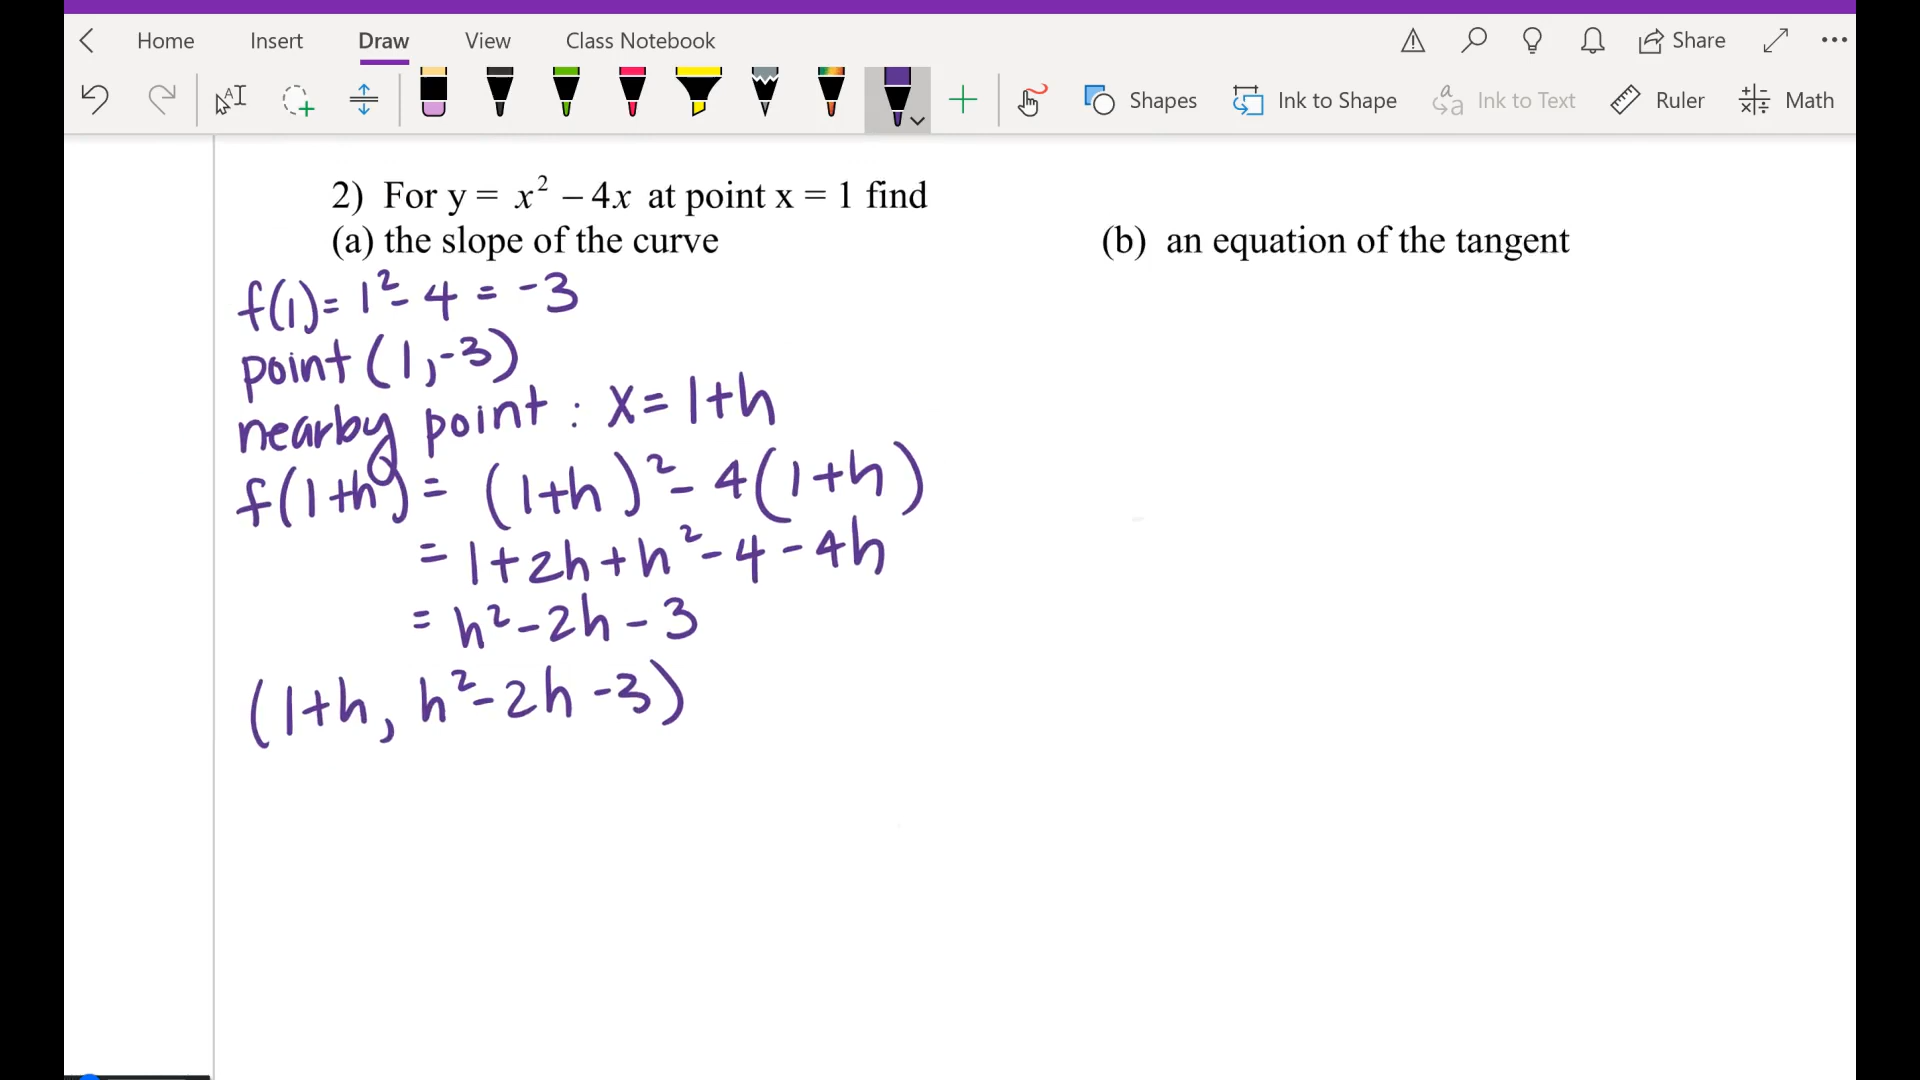 Home Insert Draw View Class Notebook Share
Shapes Ink to Shape Ink to Text Ruler Math
2) For y = x² – 4x at point x = 1 find
(a) the slope of the curve (b) an equation of the tangent
f(1) = 1² - 4 = -3
point (1, -3)
nearby point : x = 1+h
f(1+h) = (1+h)² - 4(1+h)
= 1+2h+h² - 4 - 4h
= h² - 2h - 3
(1+h, h² - 2h - 3)